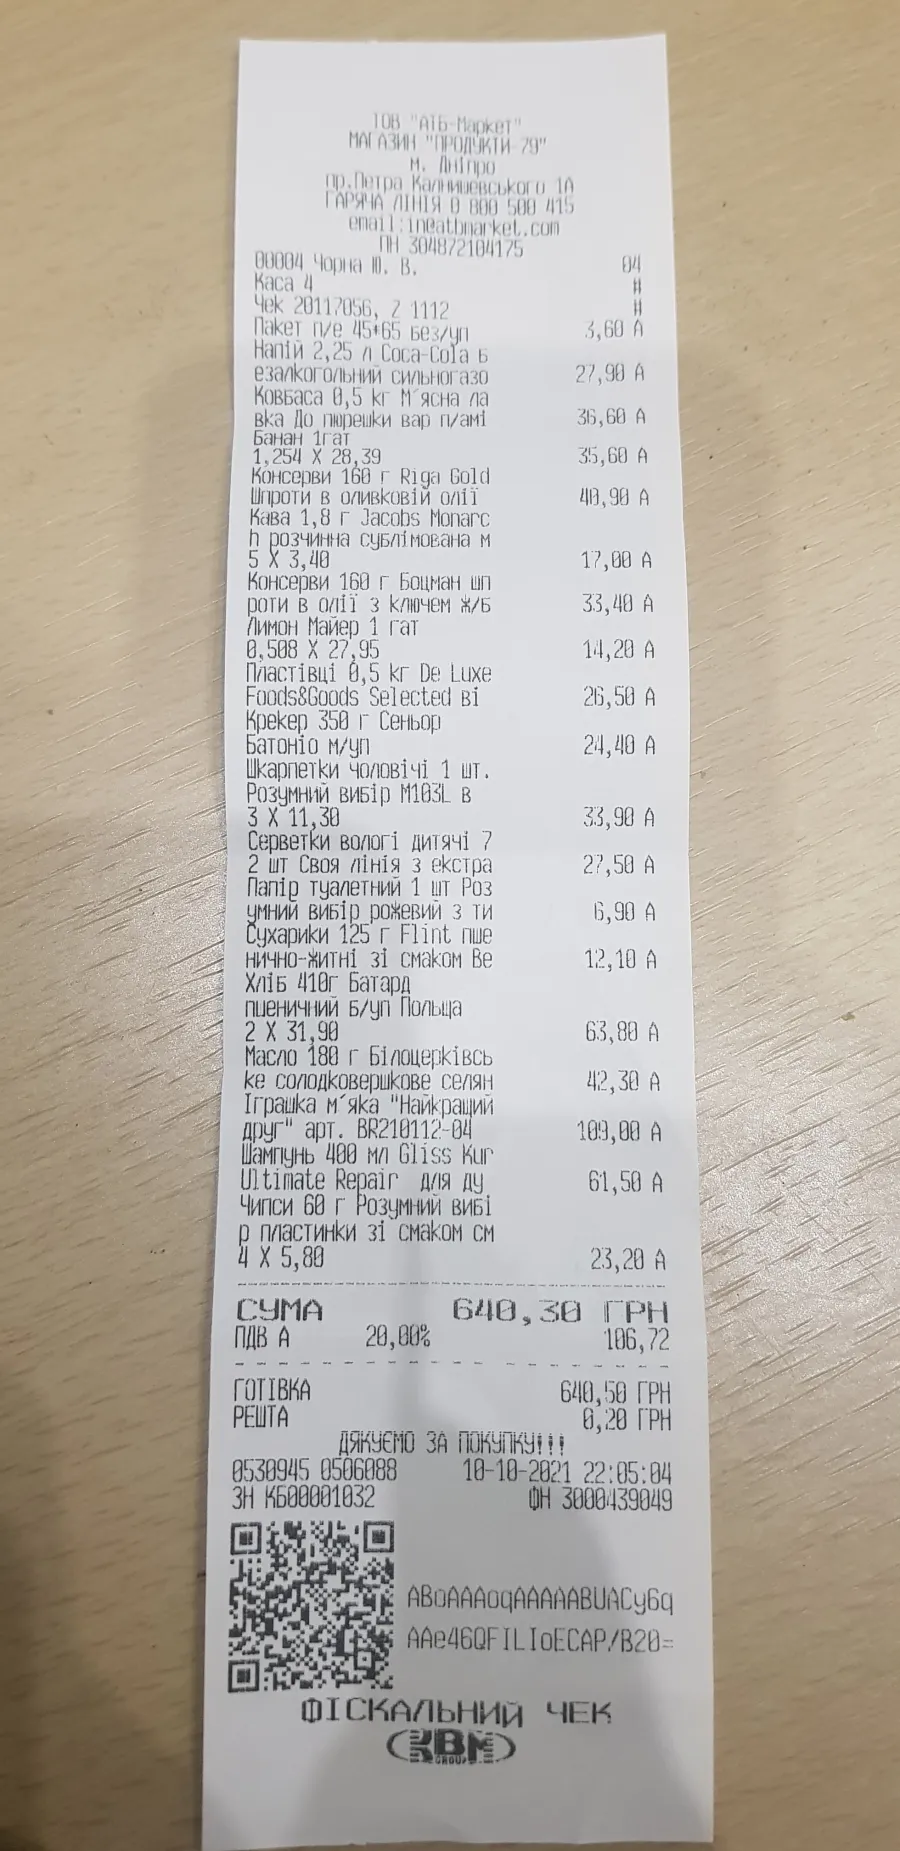 ТОВ "АТБ-Маркет"
МАГАЗИН "ПРОДУКТИ-79"
м. Дніпро
пр.Петра Калнишевського 1А
ГАРЯЧА ЛІНІЯ 0 800 500 415
email:in@atbmarket.com
ПН 304872104175
00004 Чорна Ю. В. 04
Каса 4 #
Чек 20117056, Z 1112 #
Пакет п/е 45*65 без/уп 3,60 А
Напій 2,25 л Coca-Cola б
езалкогольний сильногазо 27,90 А
Ковбаса 0,5 kг М´ясна ла
вка До пюрешки вар п/амі 36,60 А
Банан 1гат
1,254 X 28,39 35,60 А
Консерви 160 г Riga Gold
Шпроти в оливковій олії 40,90 А
Кава 1,8 г Jacobs Monarc
h розчинна сублімована м
5 X 3,40 17,00 А
Консерви 160 г Боцман шп
роти в олії з ключем ж/б 33,40 А
Лимон Майер 1 гат
0,508 X 27,95 14,20 А
Пластівці 0,5 кг De Luxe
Foods&Goods Selected ві 26,50 А
Крекер 350 г Сеньор
Батоніо м/уп 24,40 А
Шкарпетки чоловічі 1 шт.
Розумний вибір M103L в
3 X 11,30 33,90 А
Серветки вологі дитячі 7
2 шт Своя лінія з екстра 27,50 А
Папір туалетний 1 шт Роз
умний вибір рожевий з ти 6,90 А
Сухарики 125 г Flint пше
нично-житні зі смаком Ве 12,10 А
Хліб 410г Батард
пшеничний б/уп Польща
2 X 31,90 63,80 А
Масло 180 г Білоцерківсь
ке солодковершкове селян 42,30 А
Іграшка м´яка "Найкращий
друг" арт. BR210112-04 109,00 А
Шампунь 400 мл Gliss Kur
Ultimate Repair для ду 61,50 А
Чипси 60 г Розумний вибі
р пластинки зі смаком см
4 X 5,80 23,20 А
СУМА 640,30 ГРН
ПДВ А 20,00% 106,72
ГОТІВКА 640,50 ГРН
РЕШТА 0,20 ГРН
ДЯКУЄМО ЗА ПОКУПКУ!!!
0530945 0506088 10-10-2021 22:05:04
ЗН КБ00001032 ФН 3000439049
ABoAAAoqAAAAABUACy6q
AAe46QFILIoECAP/B20=
ФІСКАЛЬНИЙ ЧЕК
KBM
GROUP